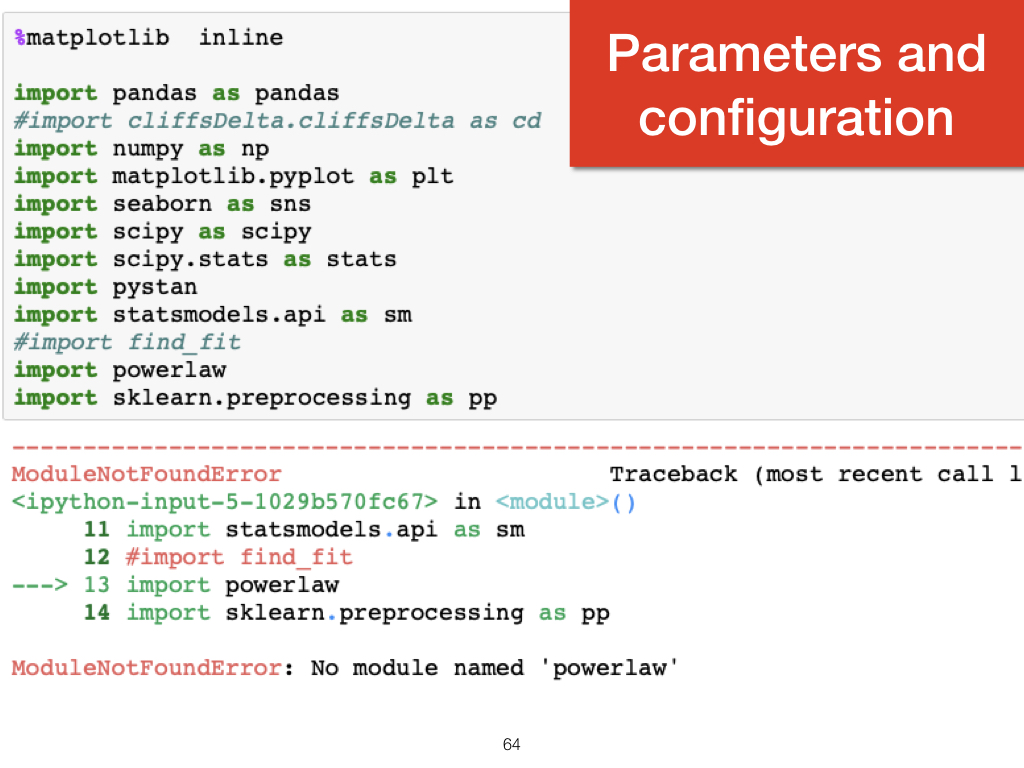 %matplotlib  inline
Parameters and
configuration
import pandas as pandas
#import cliffsDelta.cliffsDelta as cd
import numpy as np
import matplotlib.pyplot as plt
import seaborn as sns
import scipy as scipy
import scipy.stats as stats
import pystan
import statsmodels.api as sm
#import find_fit
import powerlaw
import sklearn.preprocessing as pp
---------------------------------------------------------------------------
ModuleNotFoundError                       Traceback (most recent call l
<ipython-input-5-1029b570fc67> in <module>()
     11 import statsmodels.api as sm
     12 #import find_fit
---> 13 import powerlaw
     14 import sklearn.preprocessing as pp
ModuleNotFoundError: No module named 'powerlaw'
64